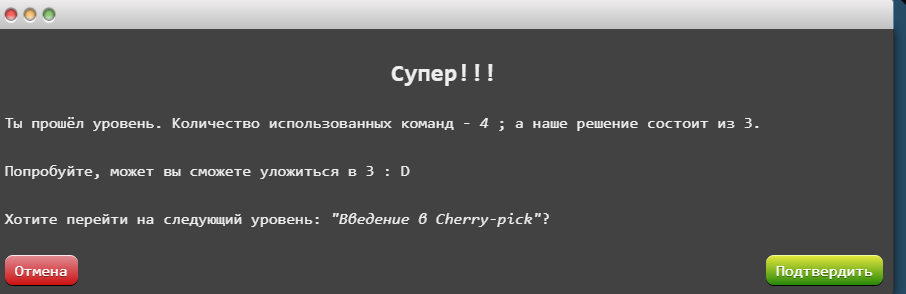 Супер!!!
Ты прошёл уровень. Количество использованных команд - 4 ; а наше решение состоит из 3.
Попробуйте, может вы сможете уложиться в 3 : D
Хотите перейти на следующий уровень: "Введение в Cherry-pick"?
Отмена
Подтвердить